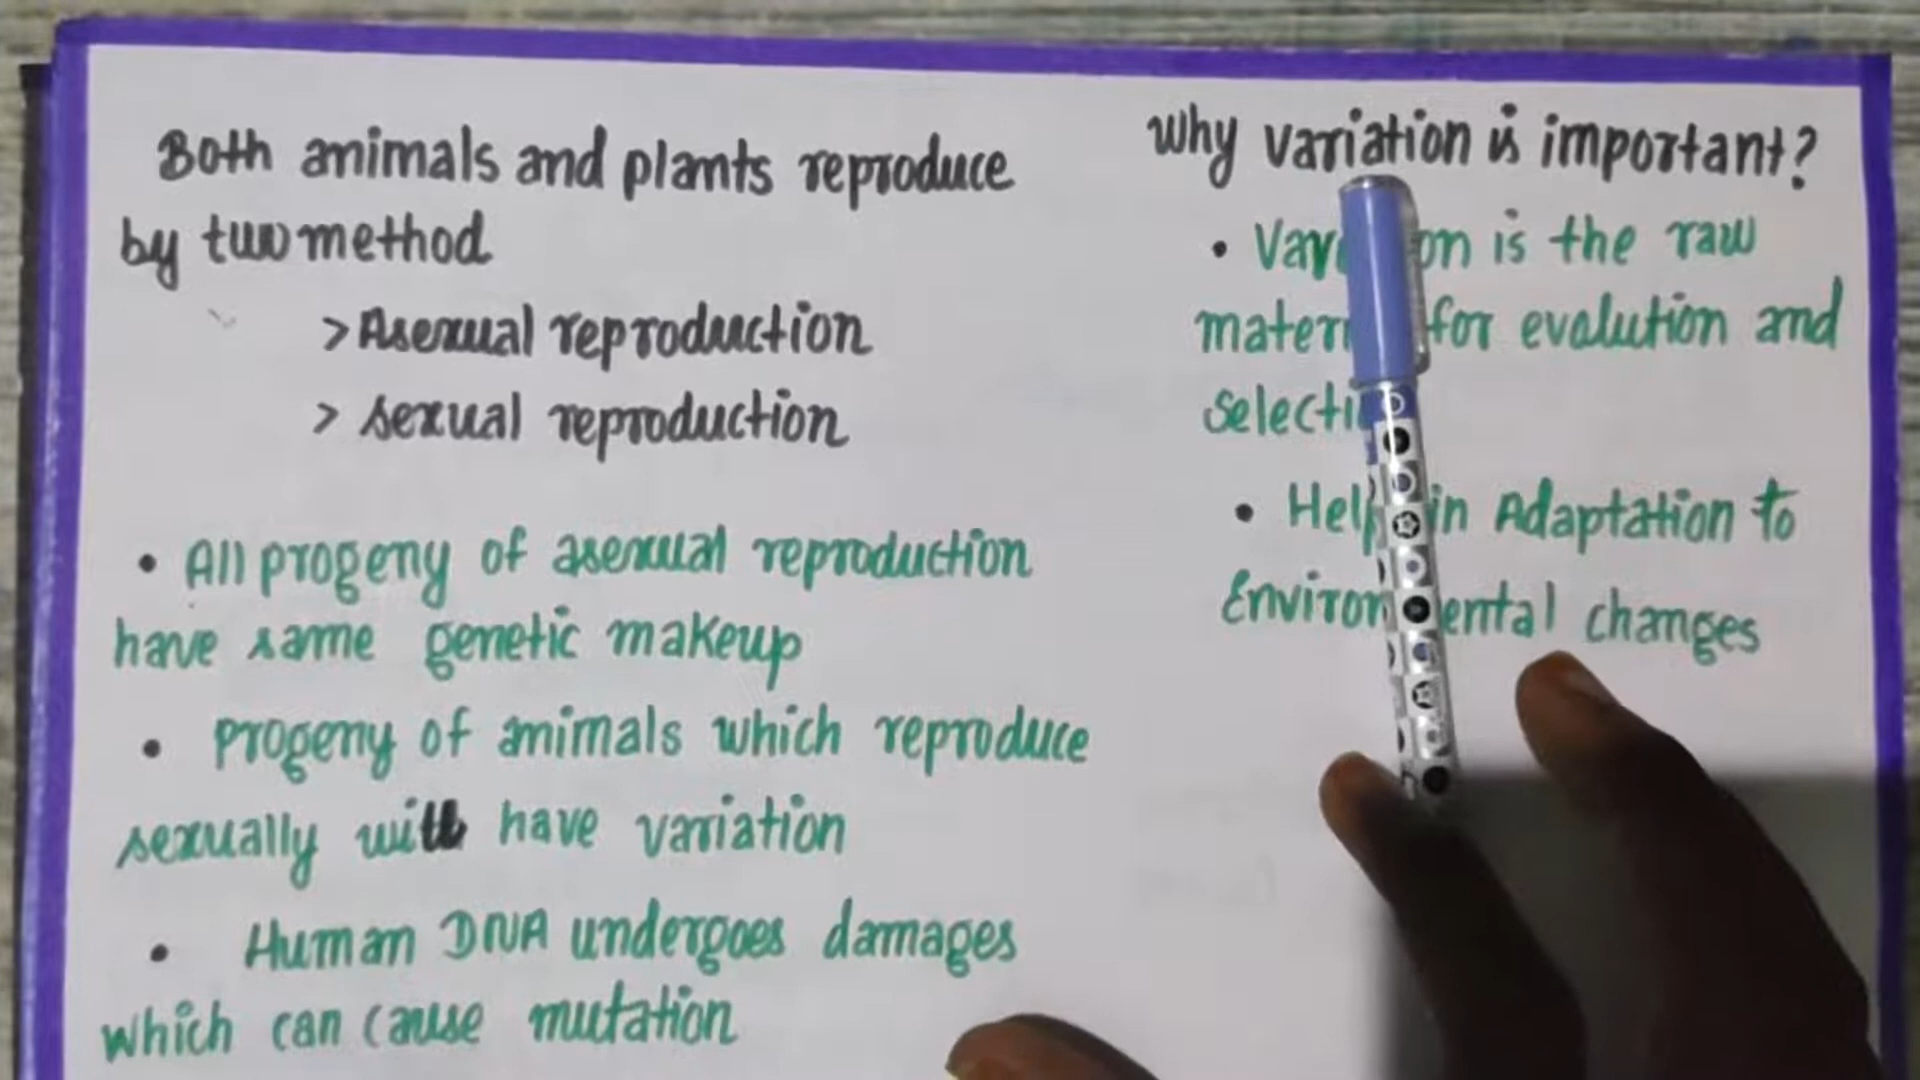 Both animals and plants reproduce
by two method
> Asexual reproduction
> sexual reproduction
• All progeny of asexual reproduction
have same genetic makeup
• progeny of animals which reproduce
sexually will have variation
• Human DNA undergoes damages
which can cause mutation
Why variation is important?
• is the raw
for evolution and
• in Adaptation to
changes